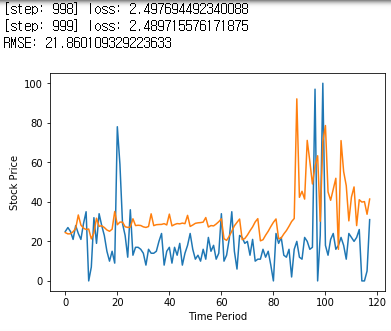 [step: 998] loss: 2.497694492340088
[step: 999] loss: 2.489715576171875
RMSE: 21.860109329223633
100
80
60
40
20
0
Stock Price
0 20 40 60 80 100 120
Time Period